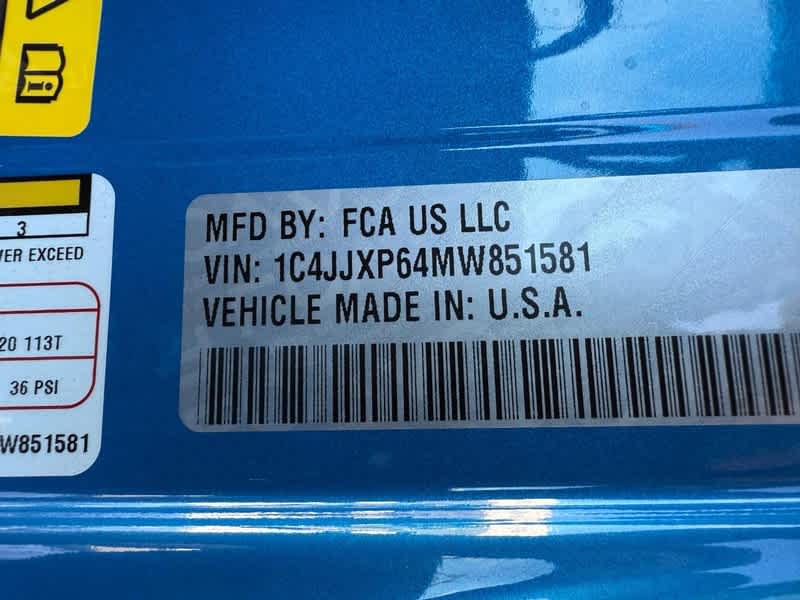 3
VER EXCEED
20 113T
36 PSI
W851581
MFD BY: FCA US LLC
VIN: 1C4JJXP64MW851581
VEHICLE MADE IN: U.S.A.